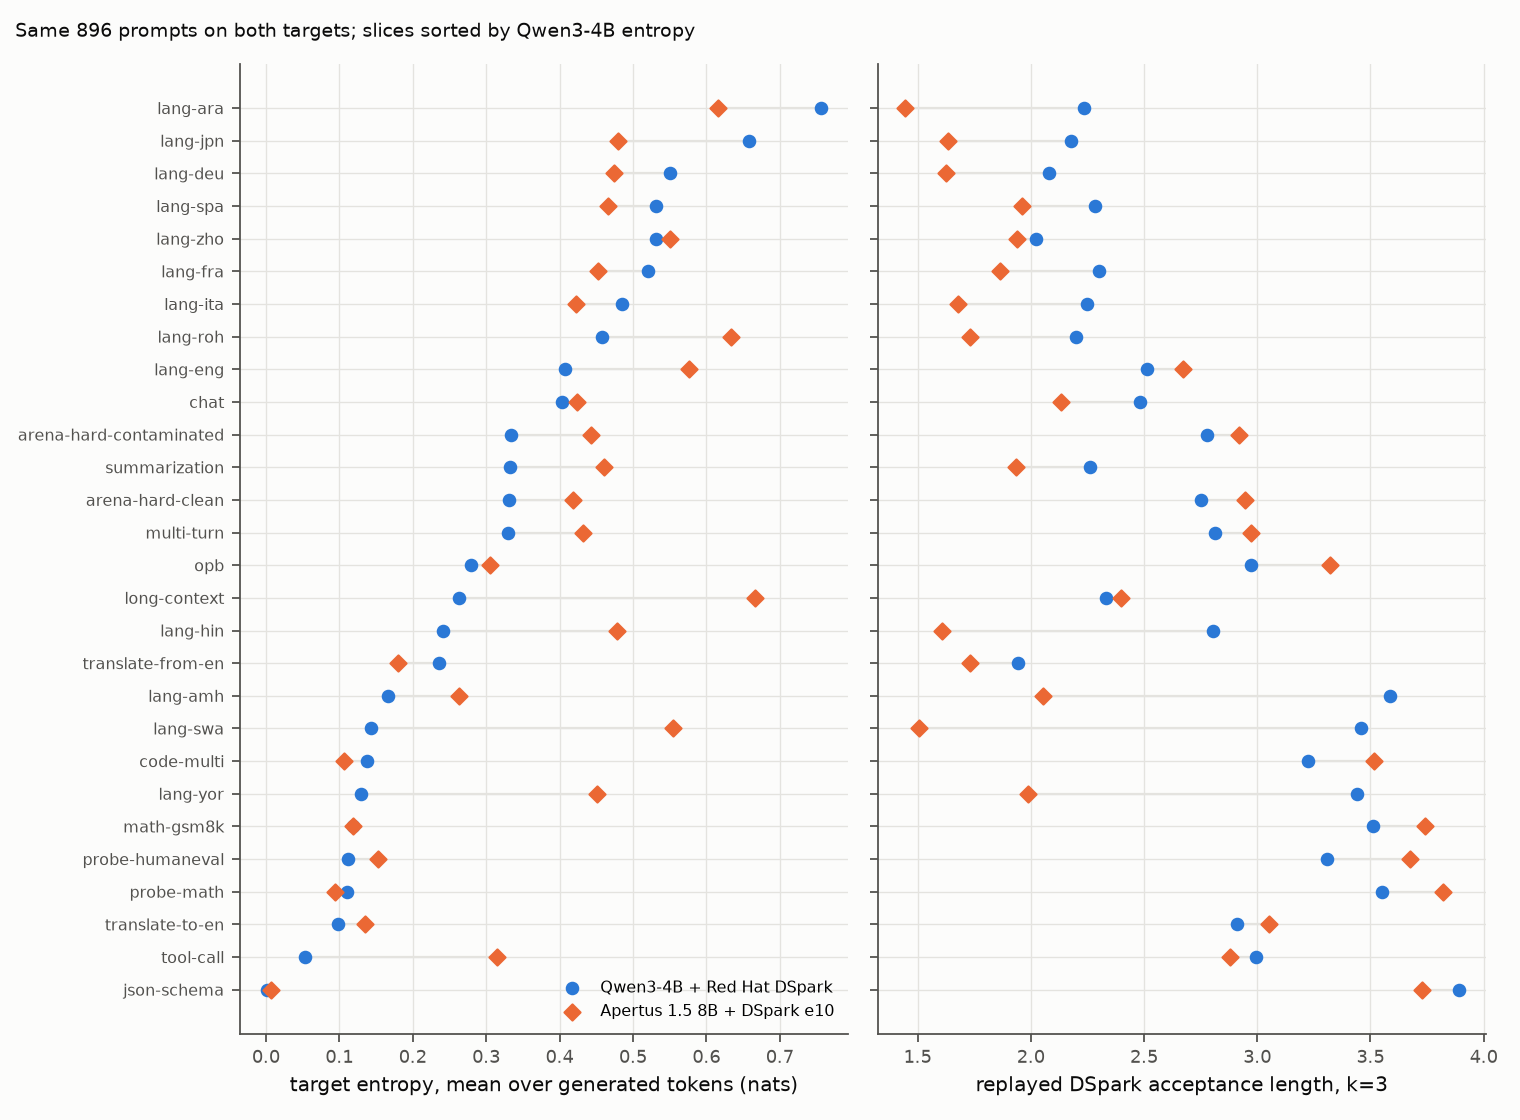 Same 896 prompts on both targets; slices sorted by Qwen3-4B entropy
lang-ara
lang-jpn
lang-deu
lang-spa
lang-zho
lang-fra
lang-ita
lang-roh
lang-eng
chat
arena-hard-contaminated
summarization
arena-hard-clean
multi-turn
opb
long-context
lang-hin
translate-from-en
lang-amh
lang-swa
code-multi
lang-yor
math-gsm8k
probe-humaneval
probe-math
translate-to-en
tool-call
json-schema
Qwen3-4B + Red Hat DSpark
Apertus 1.5 8B + DSpark e10
0.0 0.1 0.2 0.3 0.4 0.5 0.6 0.7
target entropy, mean over generated tokens (nats)
1.5 2.0 2.5 3.0 3.5 4.0
replayed DSpark acceptance length, k=3